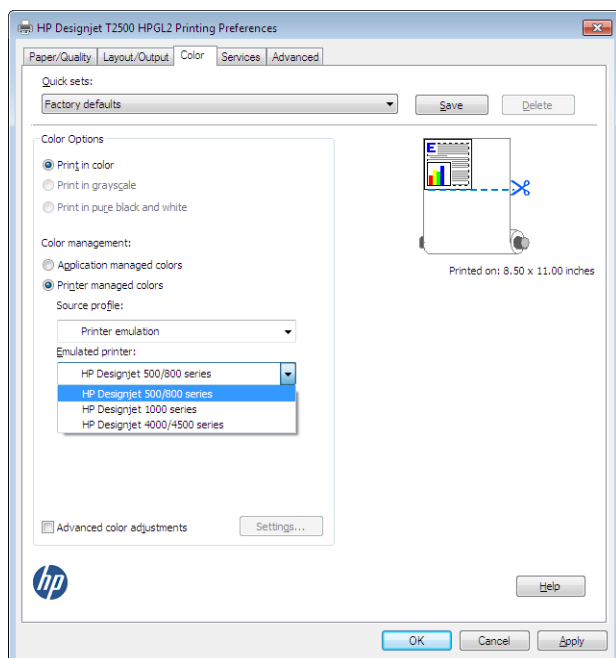 HP Designjet T2500 HPGL2 Printing Preferences
Paper/Quality Layout/Output Color Services Advanced
Quick sets:
Factory defaults Save Delete
Color Options
Print in color
Print in grayscale
Print in pure black and white
Color management:
Application managed colors
Printer managed colors
Source profile:
Printer emulation
Emulated printer:
HP Designjet 500/800 series
HP Designjet 500/800 series
HP Designjet 1000 series
HP Designjet 4000/4500 series
Advanced color adjustments Settings...
E
Printed on: 8.50 x 11.00 inches
hp
Help
OK Cancel Apply